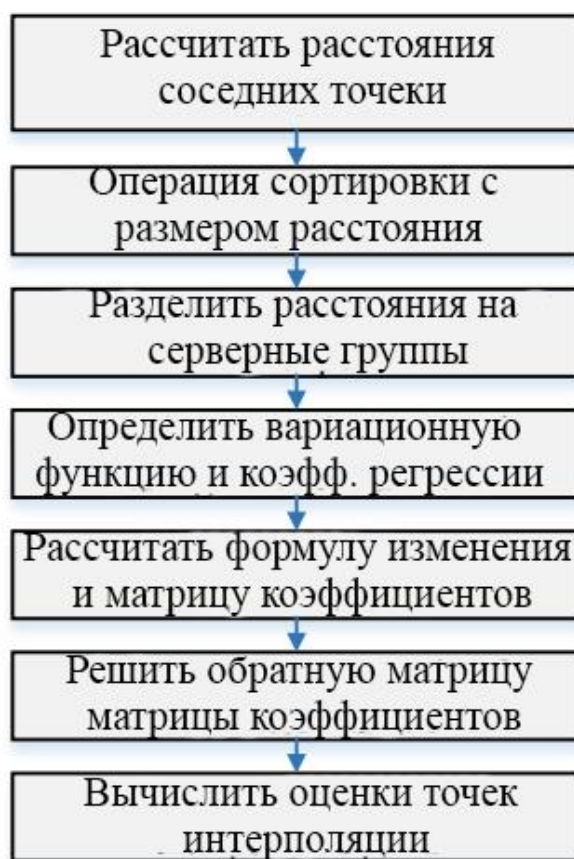 Рассчитать расстояния
соседних точеки
Операция сортировки с
размером расстояния
Разделить расстояния на
серверные группы
Определить вариационную
функцию и коэфф. регрессии
Рассчитать формулу изменения
и матрицу коэффициентов
Решить обратную матрицу
матрицы коэффициентов
Вычислить оценки точек
интерполяции